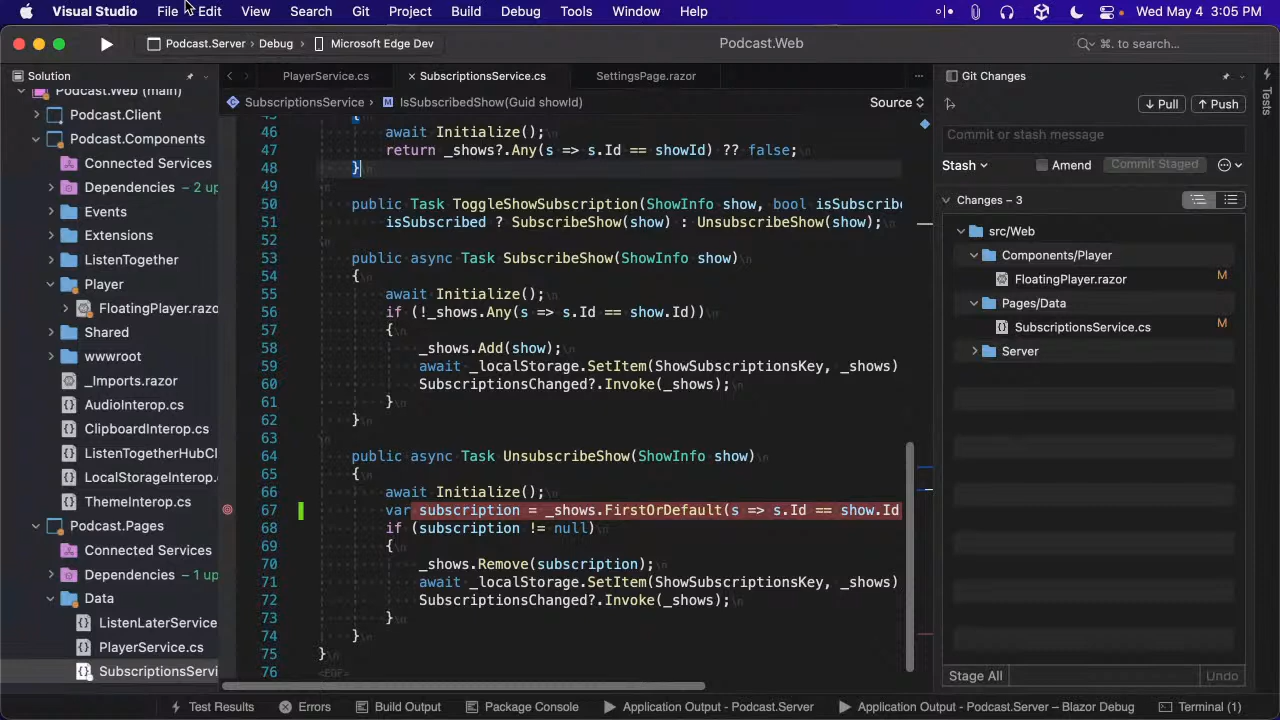 Visual Studio File Edit View Search Git Project Build Debug Tools Window Help Wed May 4 3:05 PM
Podcast.Server › Debug › Microsoft Edge Dev Podcast.Web ⌘. to search...
Solution
PlayerService.cs × SubscriptionsService.cs SettingsPage.razor ...
Git Changes
Tests
SubscriptionsService › M IsSubscribedShow(Guid showId) Source
Pull Push
Commit or stash message
Stash Amend Commit Staged
Changes – 3
src/Web
Components/Player
FloatingPlayer.razor M
Pages/Data
SubscriptionsService.cs M
Server
Stage All Undo
Podcast.Web (main)
Podcast.Client
Podcast.Components
Connected Services
Dependencies – 2 up
Events
Extensions
ListenTogether
Player
FloatingPlayer.razo
Shared
wwwroot
_Imports.razor
AudioInterop.cs
ClipboardInterop.cs
ListenTogetherHubCl
LocalStorageInterop.
ThemeInterop.cs
Podcast.Pages
Connected Services
Dependencies – 1 up
Data
ListenLaterService
PlayerService.cs
SubscriptionsServi
45 {\n
46 await Initialize();\n
47 return _shows?.Any(s => s.Id == showId) ?? false;\n
48 }\n
49 \n
50 public Task ToggleShowSubscription(ShowInfo show, bool isSubscribe
51 isSubscribed ? SubscribeShow(show) : UnsubscribeShow(show);\n
52 \n
53 public async Task SubscribeShow(ShowInfo show)\n
54 {\n
55 await Initialize();\n
56 if (!_shows.Any(s => s.Id == show.Id))\n
57 {\n
58 _shows.Add(show);\n
59 await _localStorage.SetItem(ShowSubscriptionsKey, _shows)
60 SubscriptionsChanged?.Invoke(_shows);\n
61 }\n
62 }\n
63 \n
64 public async Task UnsubscribeShow(ShowInfo show)\n
65 {\n
66 await Initialize();\n
67 var subscription = _shows.FirstOrDefault(s => s.Id == show.Id
68 if (subscription != null)\n
69 {\n
70 _shows.Remove(subscription);\n
71 await _localStorage.SetItem(ShowSubscriptionsKey, _shows)
72 SubscriptionsChanged?.Invoke(_shows);\n
73 }\n
74 }\n
75 }\n
76 <EOF>
Test Results Errors Build Output Package Console Application Output - Podcast.Server Application Output - Podcast.Server – Blazor Debug Terminal (1)